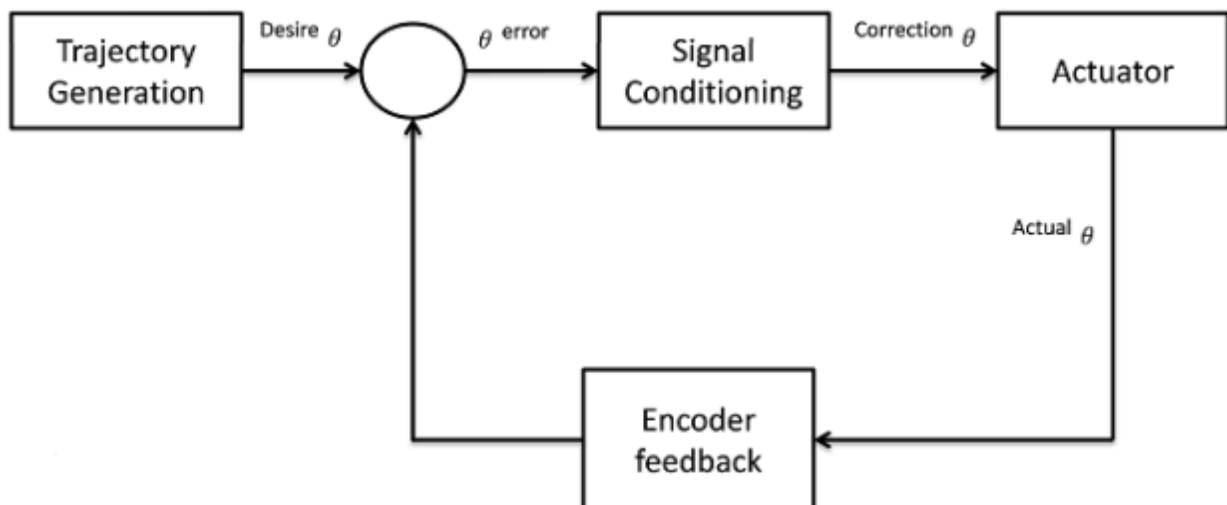 Trajectory
Generation
Desire θ
θ error
Signal
Conditioning
Correction θ
Actuator
Actual θ
Encoder
feedback